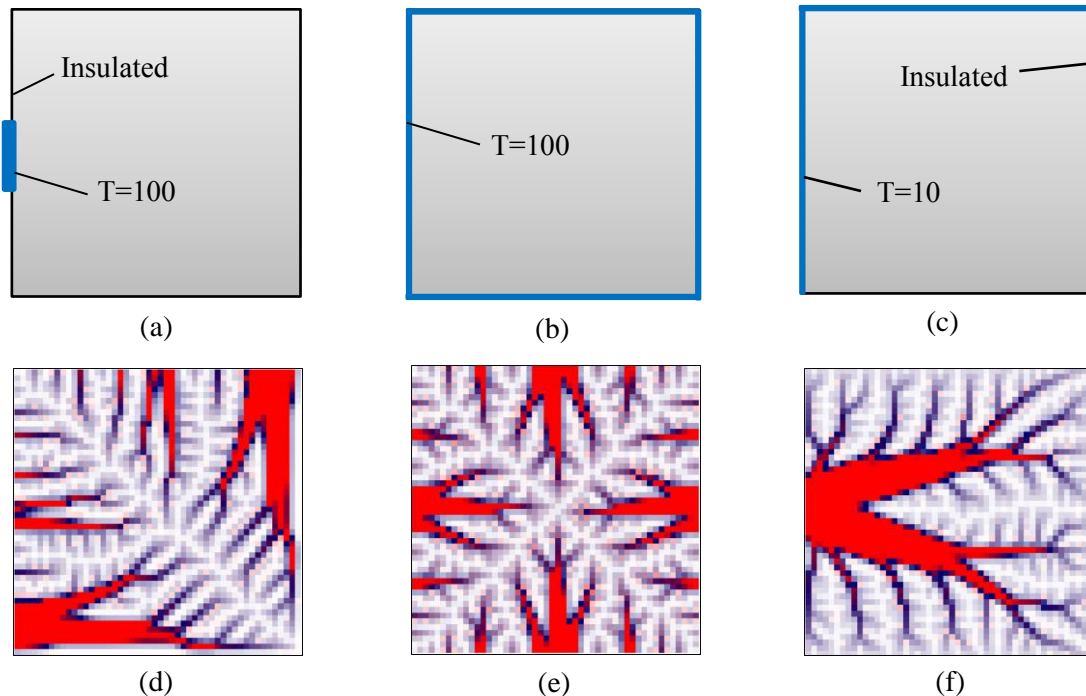 Insulated
T=100
(a)
T=100
(b)
Insulated
T=10
(c)
(d)
(e)
(f)